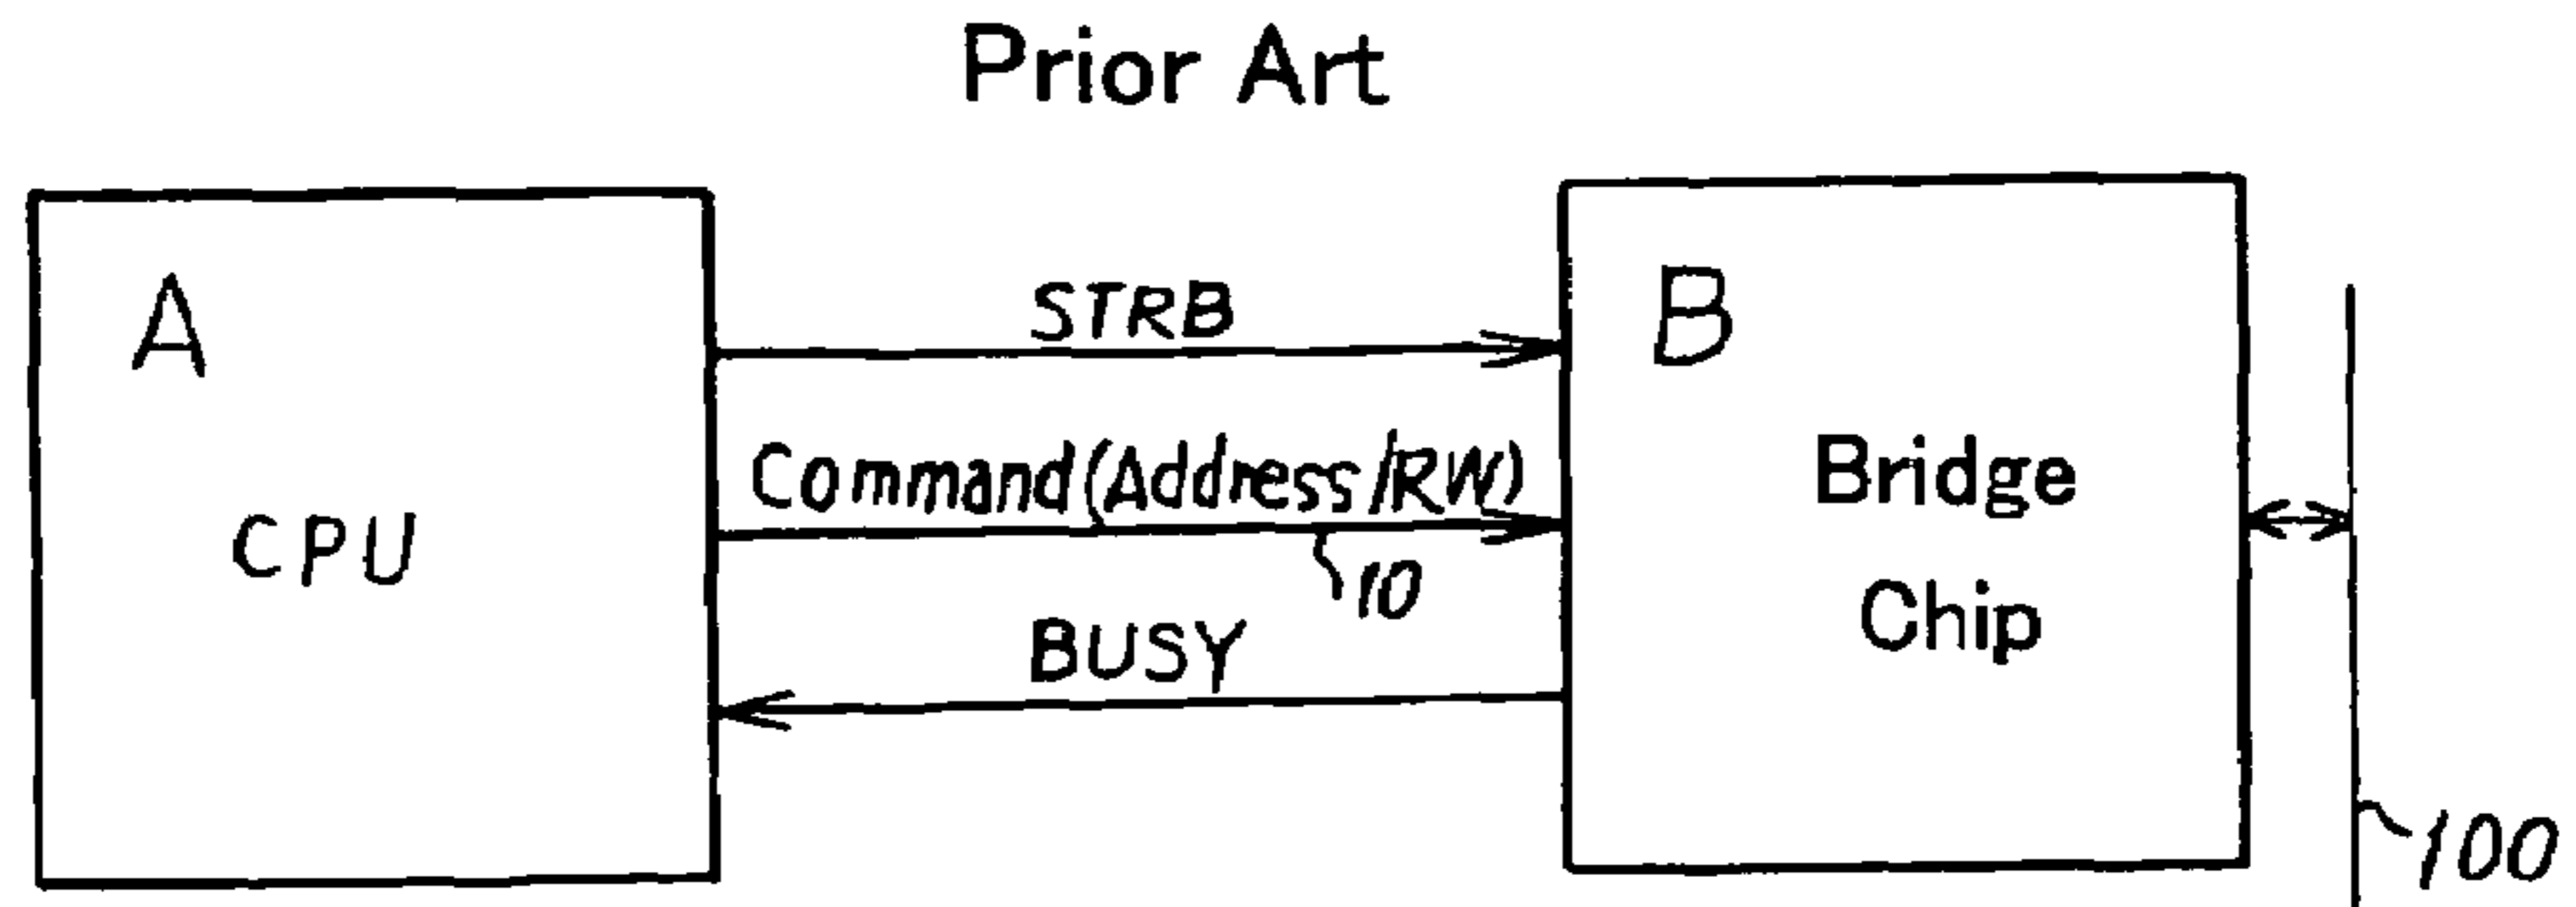 Prior Art
A
CPU
STRB
Command(Address/RW)
10
BUSY
B
Bridge
Chip
100